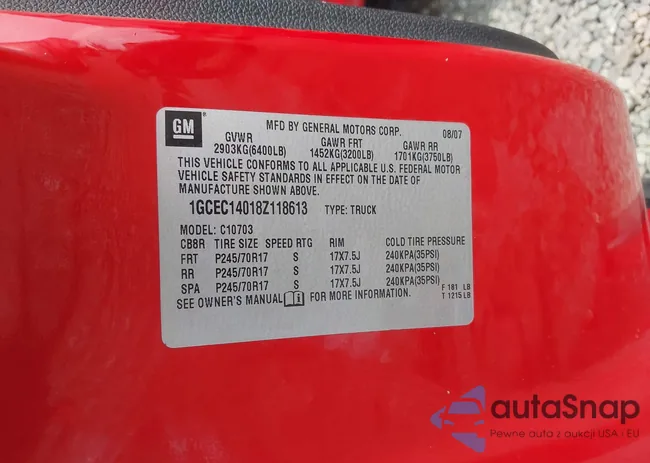 GM
MFD BY GENERAL MOTORS CORP. 08/07
GVWR GAWR FRT GAWR RR
2903KG(6400LB) 1452KG(3200LB) 1701KG(3750LB)
THIS VEHICLE CONFORMS TO ALL APPLICABLE U.S. FEDERAL MOTOR
VEHICLE SAFETY STANDARDS IN EFFECT ON THE DATE OF
MANUFACTURE SHOWN ABOVE.
1GCEC14018Z118613 TYPE: TRUCK
MODEL: C10703
CB8R TIRE SIZE SPEED RTG RIM COLD TIRE PRESSURE
FRT P245/70R17 S 17X7.5J 240KPA(35PSI)
RR P245/70R17 S 17X7.5J 240KPA(35PSI)
SPA P245/70R17 S 17X7.5J 240KPA(35PSI)
SEE OWNER'S MANUAL FOR MORE INFORMATION.
F 181 LB
T 1215 LB
autaSnap
Pewne auta z aukcji USA - EU